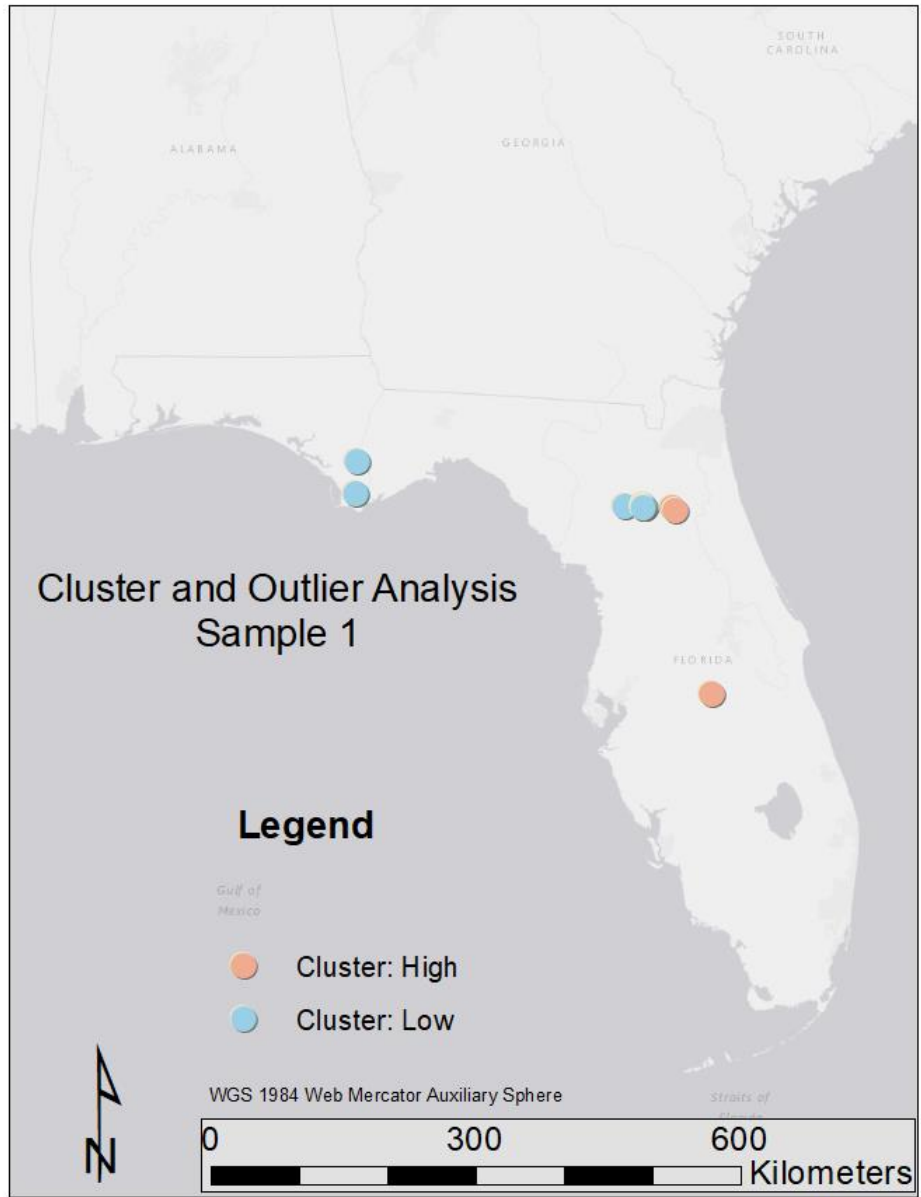 SOUTH
CAROLINA
ALABAMA
GEORGIA
Cluster and Outlier Analysis
Sample 1
FLORIDA
Legend
Gulf of
Mexico
Cluster: High
Cluster: Low
N
WGS 1984 Web Mercator Auxiliary Sphere
Straits of
Florida
0 300 600
Kilometers